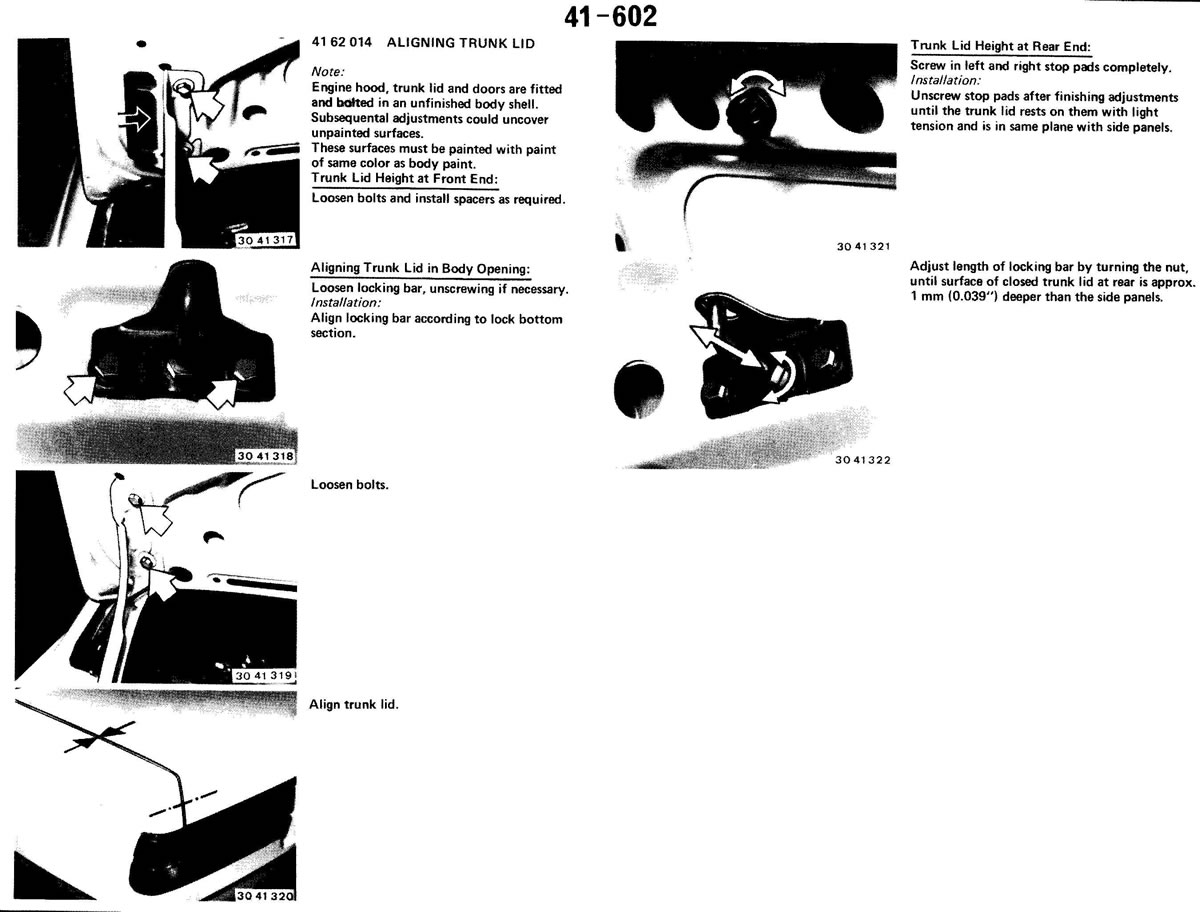 41-602
41 62 014 ALIGNING TRUNK LID
Note:
Engine hood, trunk lid and doors are fitted
and bolted in an unfinished body shell.
Subsequental adjustments could uncover
unpainted surfaces.
These surfaces must be painted with paint
of same color as body paint.
Trunk Lid Height at Front End:
Loosen bolts and install spacers as required.
30 41 317
Aligning Trunk Lid in Body Opening:
Loosen locking bar, unscrewing if necessary.
Installation:
Align locking bar according to lock bottom
section.
30 41 318
Loosen bolts.
30 41 319
Align trunk lid.
30 41 320
Trunk Lid Height at Rear End:
Screw in left and right stop pads completely.
Installation:
Unscrew stop pads after finishing adjustments
until the trunk lid rests on them with light
tension and is in same plane with side panels.
30 41 321
Adjust length of locking bar by turning the nut,
until surface of closed trunk lid at rear is approx.
1 mm (0.039") deeper than the side panels.
30 41 322